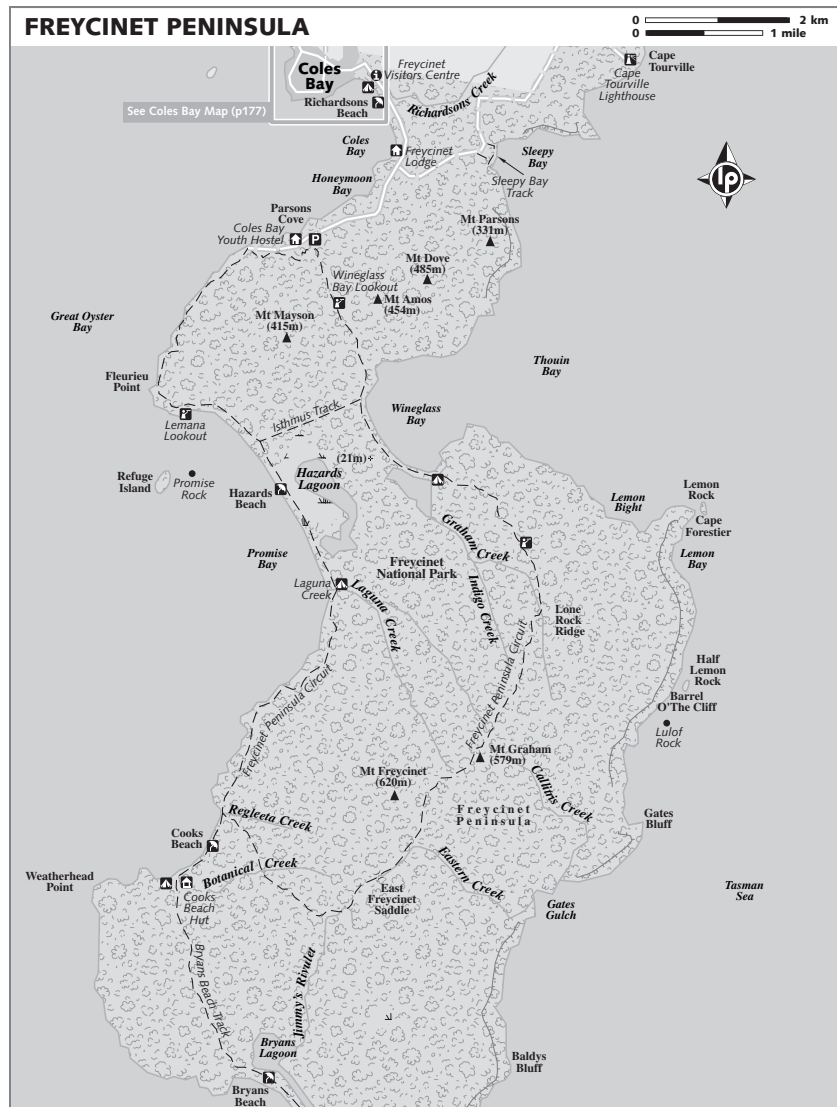 FREYCINET PENINSULA
0 2 km
0 1 mile
Coles
Bay
Freycinet
Visitors Centre
Cape
Tourville
Cape
Tourville
Lighthouse
Richardsons
Beach
Richardsons Creek
See Coles Bay Map (p177)
Coles
Bay
Freycinet
Lodge
Sleepy
Bay
Sleepy Bay
Track
lp
Honeymoon
Bay
Parsons
Cove
Coles Bay
Youth Hostel
P
Mt Parsons
(331m)
Mt Dove
(485m)
Wineglass
Bay Lookout
Mt Amos
(454m)
Mt Mayson
(415m)
Great Oyster
Bay
Thouin
Bay
Fleurieu
Point
Lemana
Lookout
Isthmus Track
Wineglass
Bay
(21m)
Hazards
Lagoon
Refuge
Island
Promise
Rock
Hazards
Beach
Lemon
Rock
Lemon
Bight
Cape
Forestier
Lemon
Bay
Graham
Creek
Promise
Bay
Freycinet
National Park
Laguna
Creek
Laguna Creek
Indigo Creek
Lone
Rock
Ridge
Freycinet Peninsula Circuit
Freycinet Peninsula Circuit
Half
Lemon
Rock
Barrel
O'The Cliff
Lulof
Rock
Mt Graham
(579m)
Mt Freycinet
(620m)
Callitris Creek
Freycinet
Peninsula
Regleeta Creek
Gates
Bluff
Cooks
Beach
Weatherhead
Point
Botanical Creek
Cooks
Beach
Hut
Eastern Creek
East
Freycinet
Saddle
Gates
Gulch
Tasman
Sea
Bryans Beach Track
Jimmy's Rivulet
Bryans
Lagoon
Bryans
Beach
Baldys
Bluff